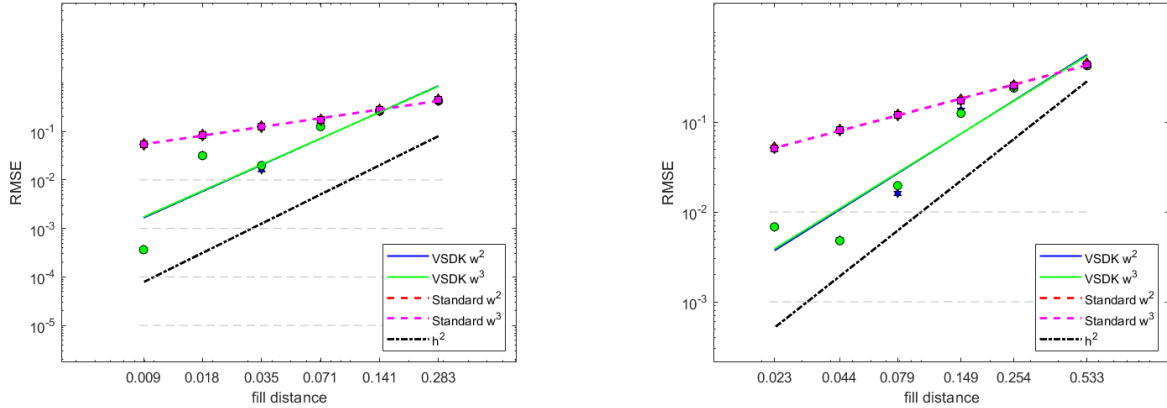 RMSE
10^-1
10^-2
10^-3
10^-4
10^-5
0.009 0.018 0.035 0.071 0.141 0.283
fill distance
VSDK w^2
VSDK w^3
Standard w^2
Standard w^3
h^2
RMSE
10^-1
10^-2
10^-3
0.023 0.044 0.079 0.149 0.254 0.533
fill distance
VSDK w^2
VSDK w^3
Standard w^2
Standard w^3
h^2